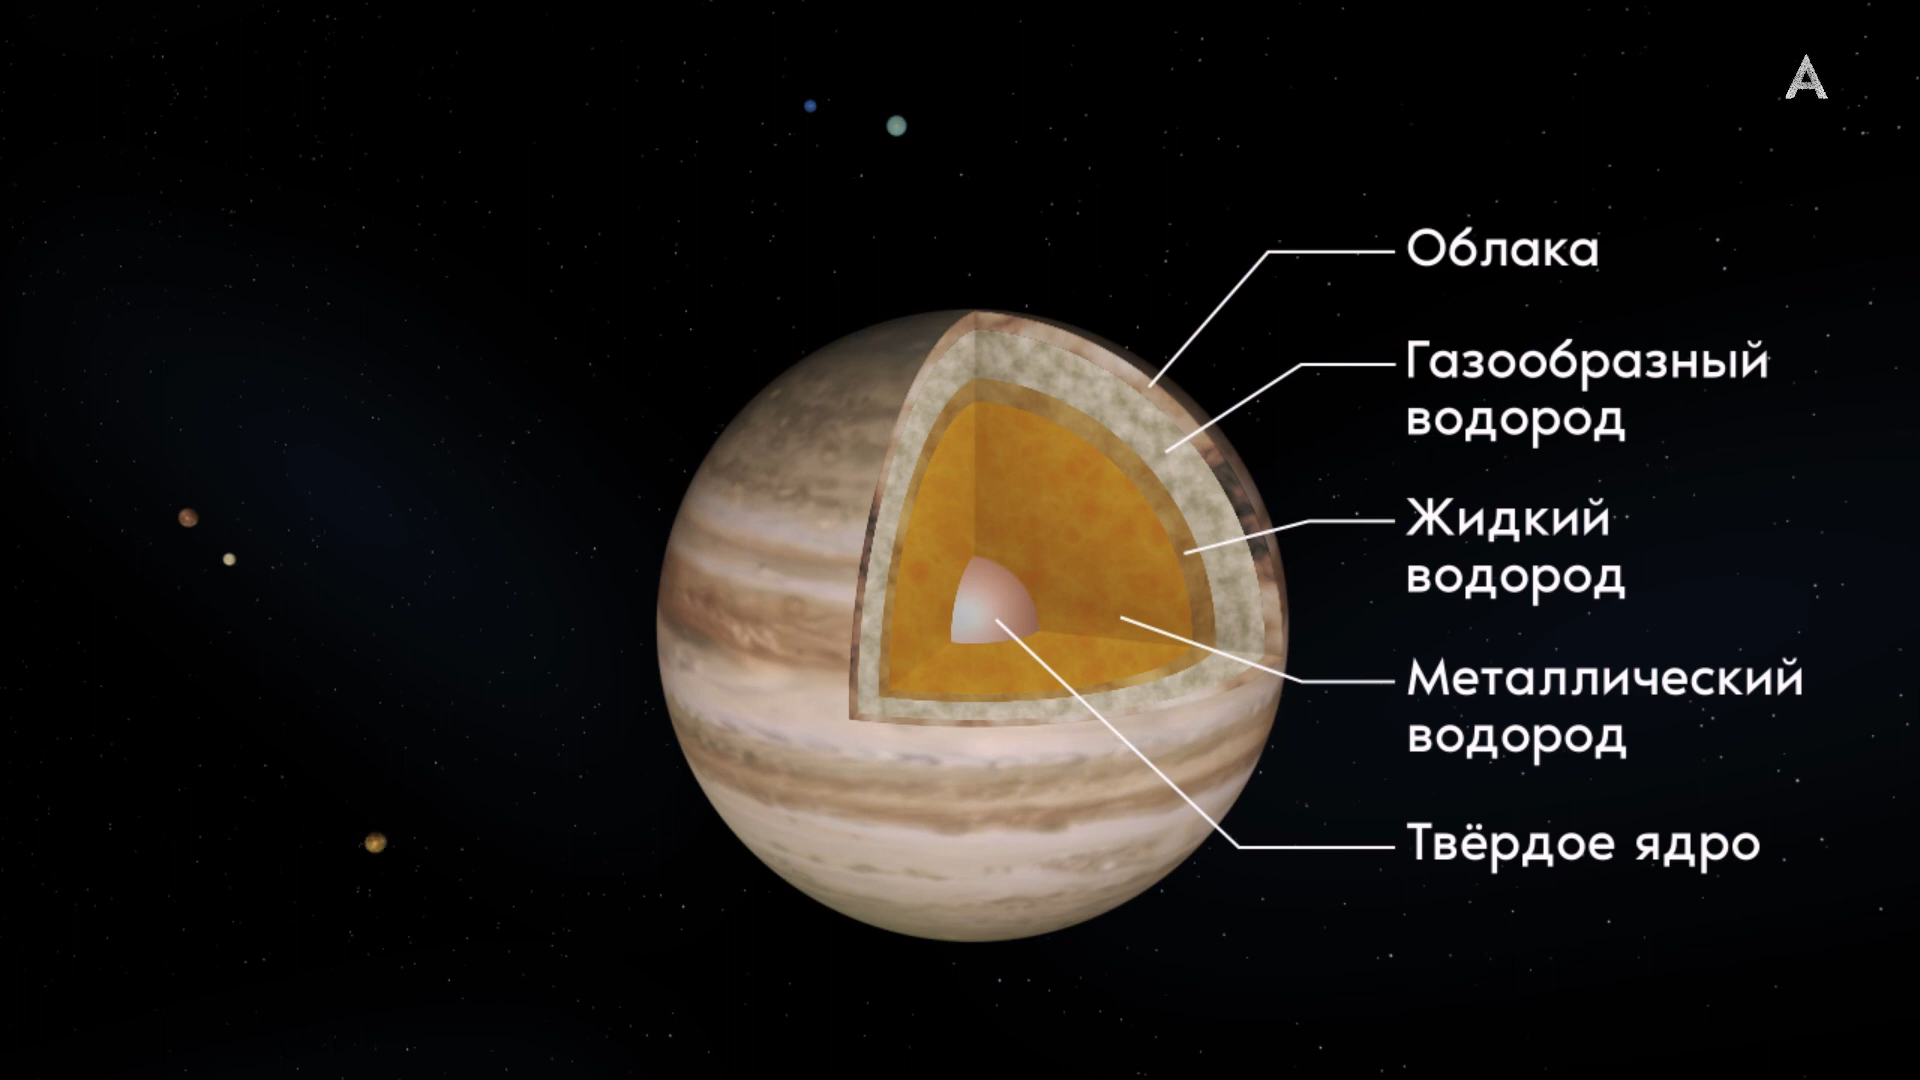 А
Облака
Газообразный
водород
Жидкий
водород
Металлический
водород
Твёрдое ядро